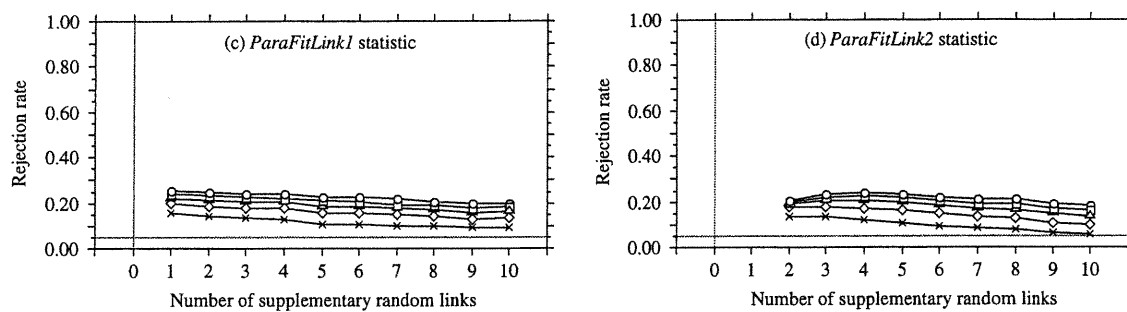 (c) ParaFitLink1 statistic
Rejection rate
1.00
0.80
0.60
0.40
0.20
0.00
0 1 2 3 4 5 6 7 8 9 10
Number of supplementary random links
(d) ParaFitLink2 statistic
Rejection rate
1.00
0.80
0.60
0.40
0.20
0.00
0 1 2 3 4 5 6 7 8 9 10
Number of supplementary random links